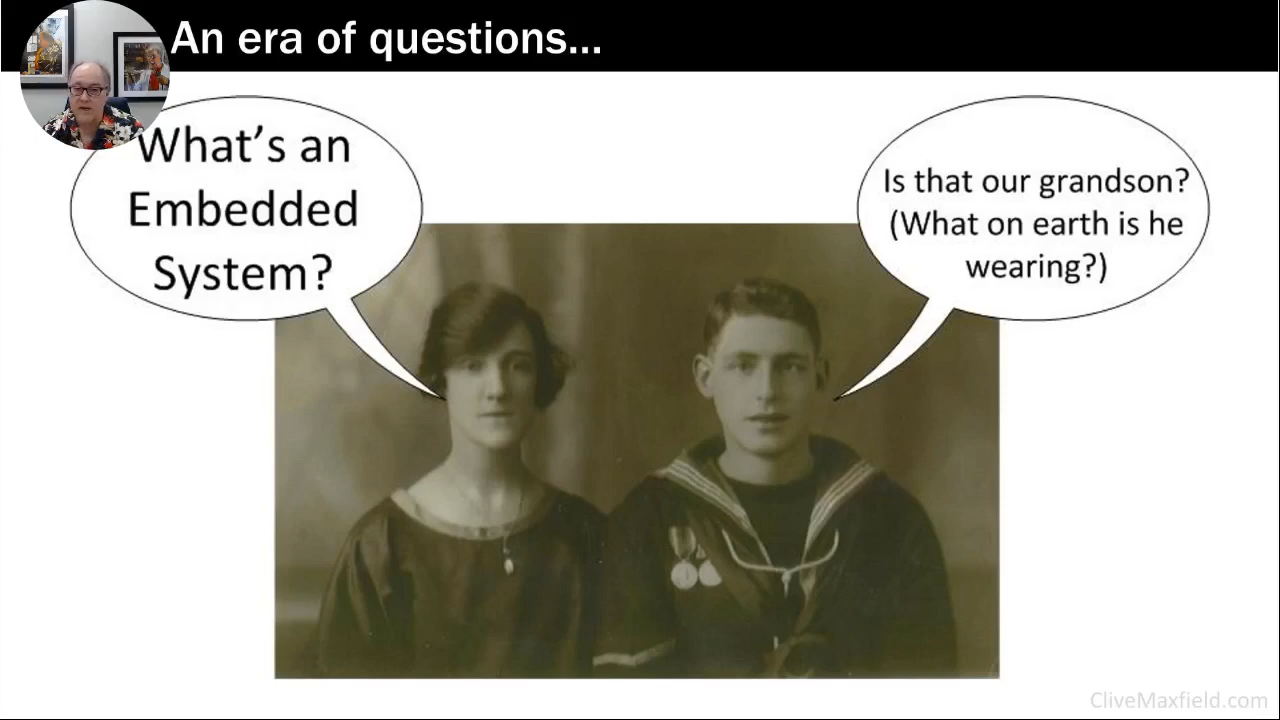 An era of questions...
What's an
Embedded
System?
Is that our grandson?
(What on earth is he
wearing?)
CliveMaxfield.com